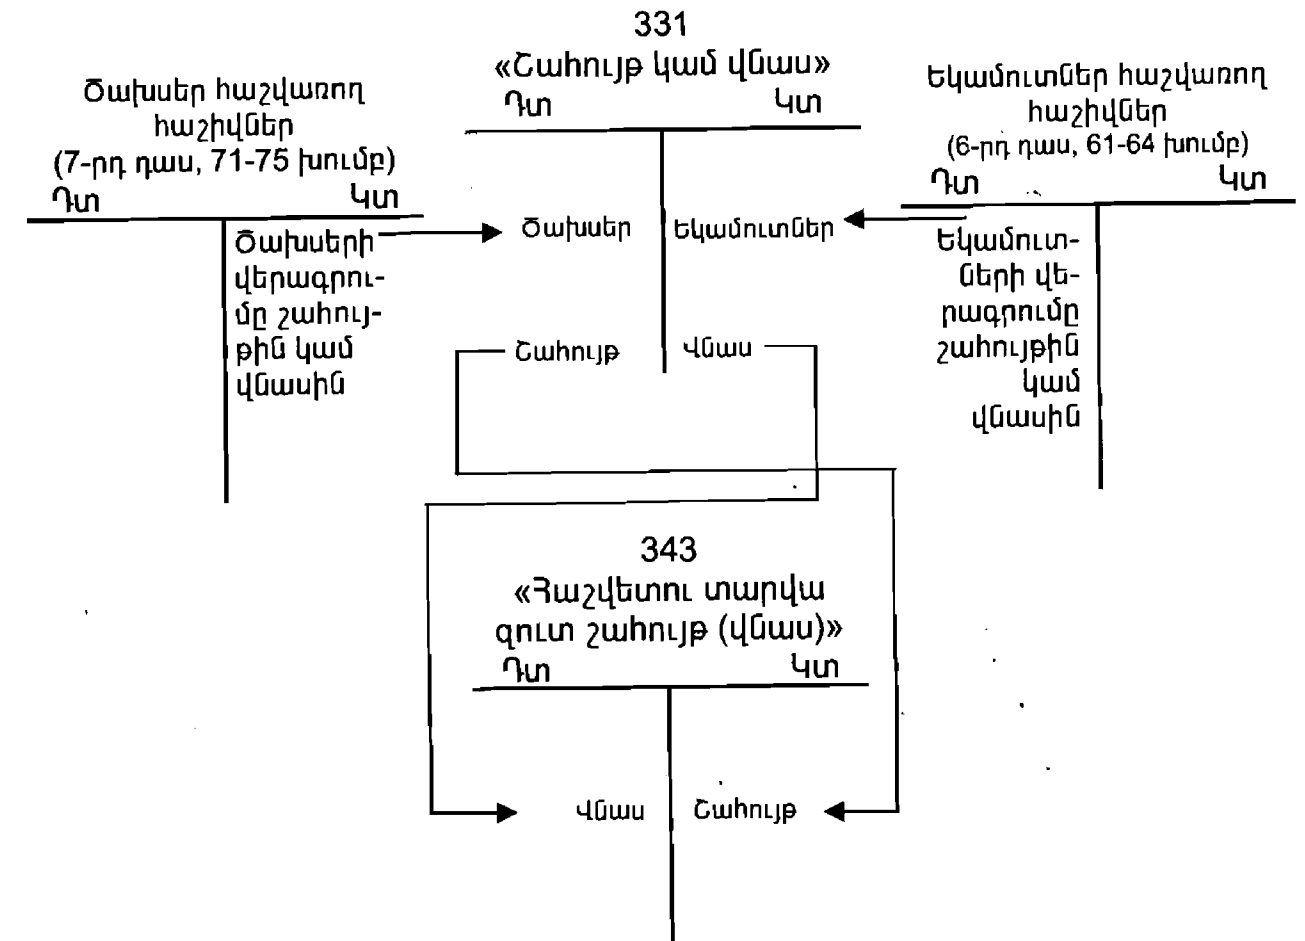 331
«Շահույթ կամ վնաս»
Դտ Կտ
Ծախսեր հաշվառող
հաշիվներ
(7-րդ դաս, 71-75 խումբ)
Դտ Կտ
Եկամուտներ հաշվառող
հաշիվներ
(6-րդ դաս, 61-64 խումբ)
Դտ Կտ
Ծախսերի
վերագրու-
մը շահույ-
թին կամ
վնասին
Ծախսեր Եկամուտներ
Շահույթ Վնաս
Եկամուտ-
ների վե-
րագրումը
շահույթին
կամ
վնասին
343
«Հաշվետու տարվա
զուտ շահույթ (վնաս)»
Դտ Կտ
Վնաս Շահույթ